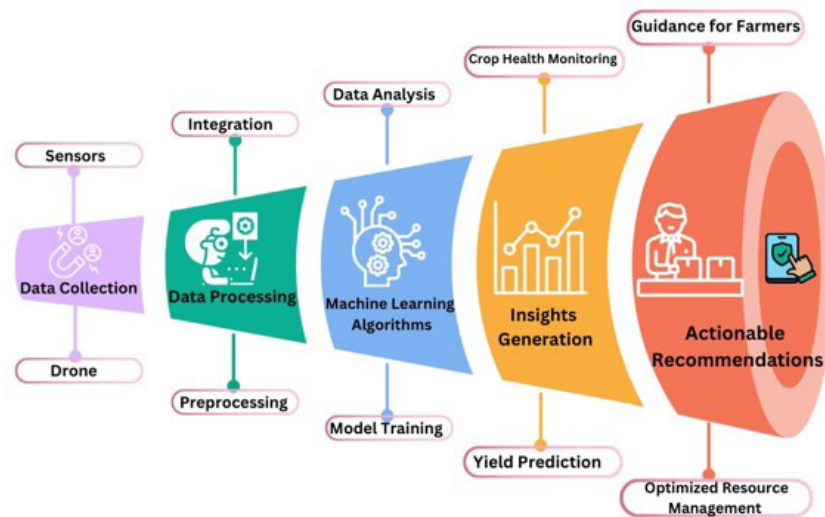 Guidance for Farmers
Crop Health Monitoring
Data Analysis
Integration
Sensors
Data Collection
Data Processing
Machine Learning
Algorithms
Insights
Generation
Actionable
Recommendations
Drone
Preprocessing
Model Training
Yield Prediction
Optimized Resource
Management